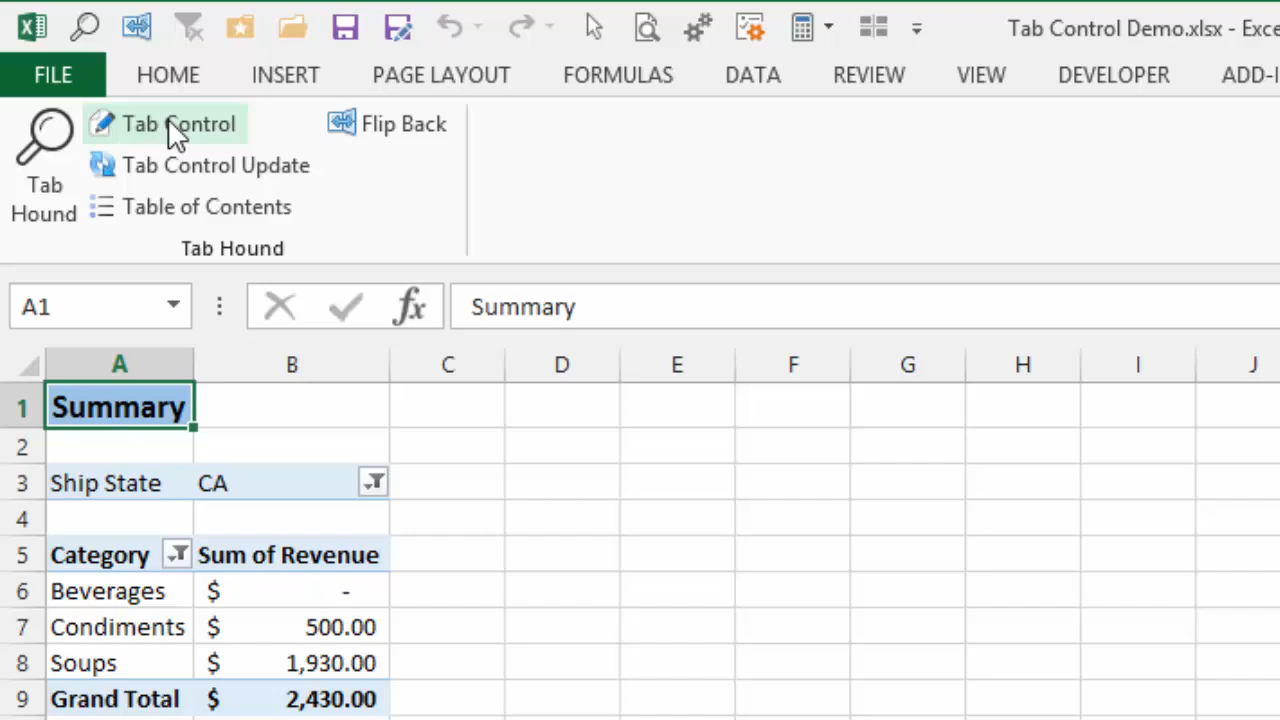 Tab Control Demo.xlsx - Exce
FILE HOME INSERT PAGE LAYOUT FORMULAS DATA REVIEW VIEW DEVELOPER ADD-I
Tab Hound
Tab Control
Tab Control Update
Table of Contents
Flip Back
Tab Hound
A1 fx Summary
A B C D E F G H I J
1 Summary
2
3 Ship State CA
4
5 Category Sum of Revenue
6 Beverages $ -
7 Condiments $ 500.00
8 Soups $ 1,930.00
9 Grand Total $ 2,430.00